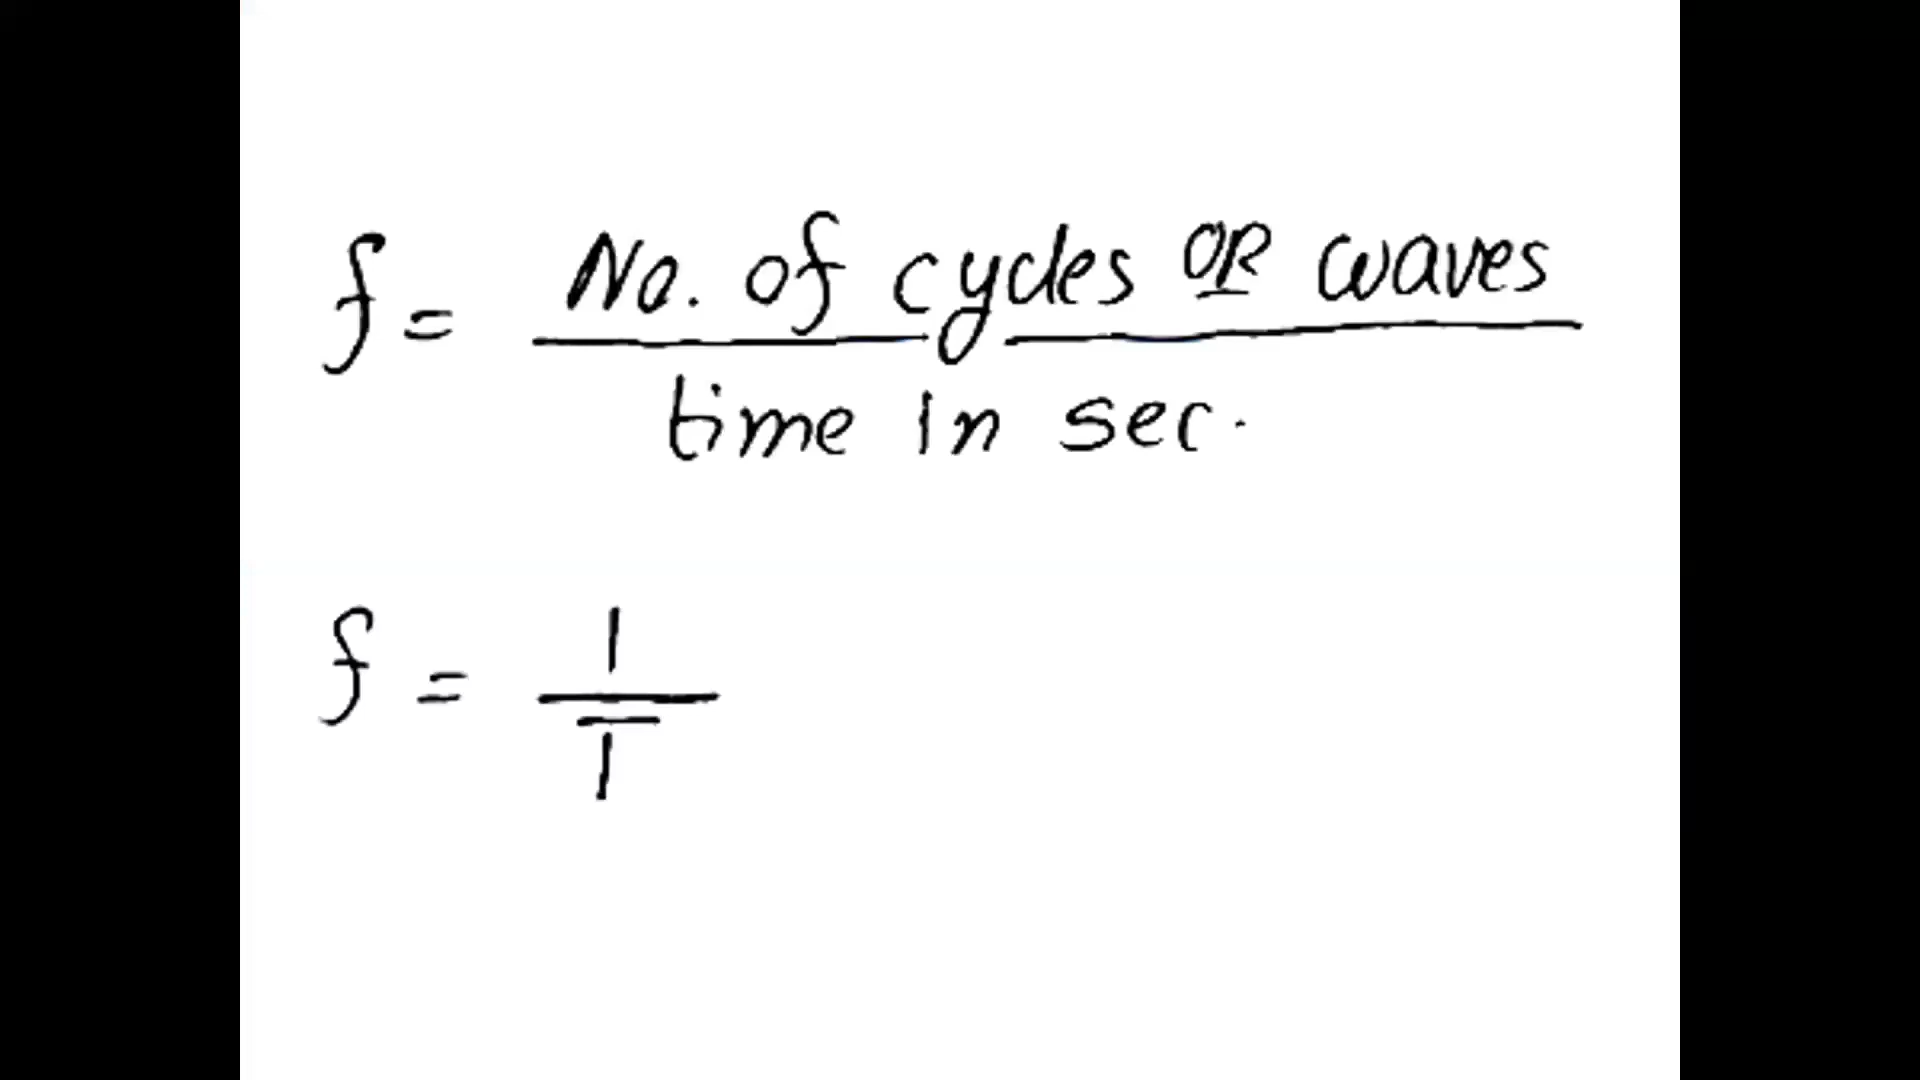 f = No. of cycles OR waves / time in sec.
f = 1 / T